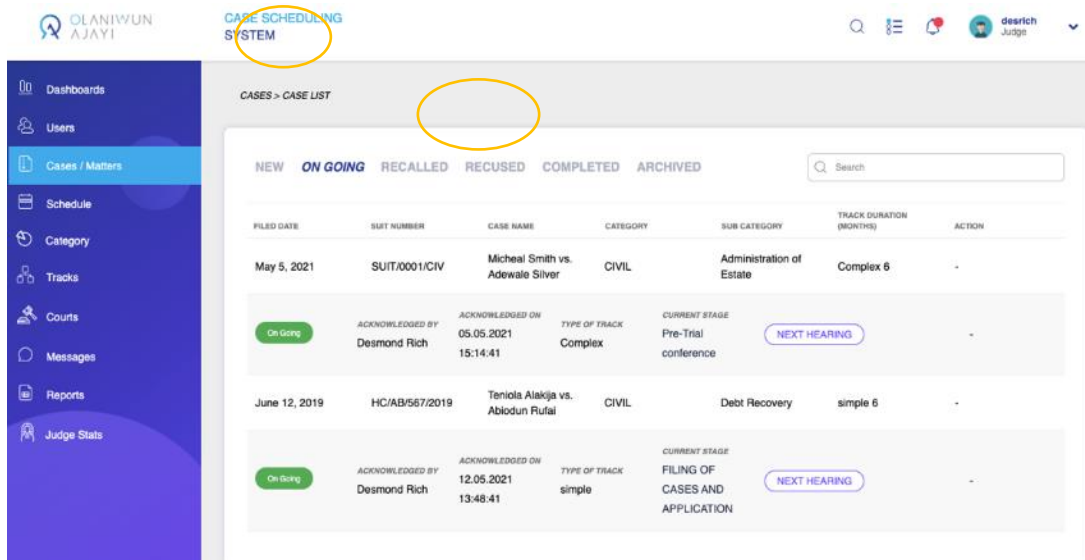 OLANIWUN
AJAYI
CASE SCHEDULING
SYSTEM
desrich
Judge
Dashboards
Users
Cases / Matters
Schedule
Category
Tracks
Courts
Messages
Reports
Judge Stats
CASES > CASE LIST
NEW ON GOING RECALLED RECUSED COMPLETED ARCHIVED
Search
FILED DATE SUIT NUMBER CASE NAME CATEGORY SUB CATEGORY TRACK DURATION (MONTHS) ACTION
May 5, 2021 SUIT/0001/CIV Micheal Smith vs. Adewale Silver CIVIL Administration of Estate Complex 6 -
On Going ACKNOWLEDGED BY Desmond Rich ACKNOWLEDGED ON 05.05.2021 15:14:41 TYPE OF TRACK Complex CURRENT STAGE Pre-Trial conference NEXT HEARING -
June 12, 2019 HC/AB/567/2019 Teniola Alakija vs. Abiodun Rufai CIVIL Debt Recovery simple 6 -
On Going ACKNOWLEDGED BY Desmond Rich ACKNOWLEDGED ON 12.05.2021 13:48:41 TYPE OF TRACK simple CURRENT STAGE FILING OF CASES AND APPLICATION NEXT HEARING -